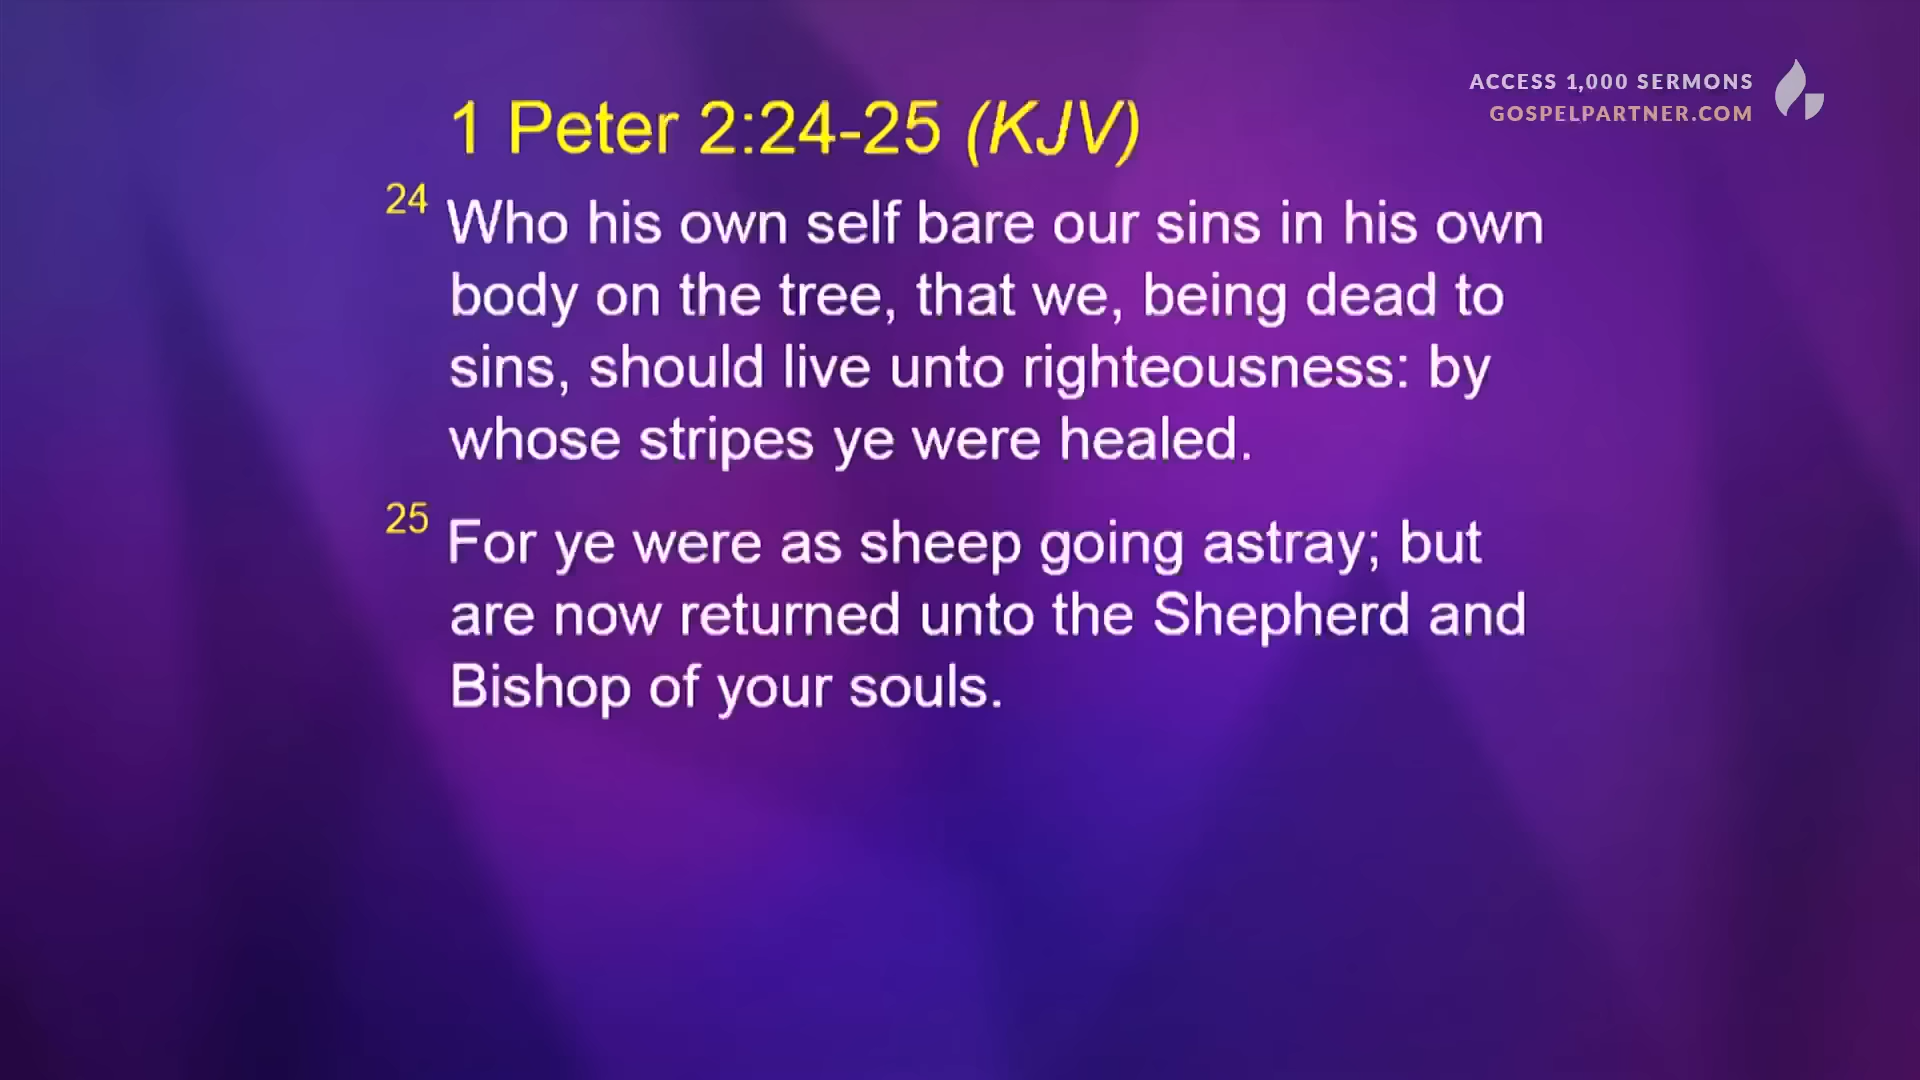 ACCESS 1,000 SERMONS
GOSPELPARTNER.COM
1 Peter 2:24-25 (KJV)
24 Who his own self bare our sins in his own
body on the tree, that we, being dead to
sins, should live unto righteousness: by
whose stripes ye were healed.
25 For ye were as sheep going astray; but
are now returned unto the Shepherd and
Bishop of your souls.